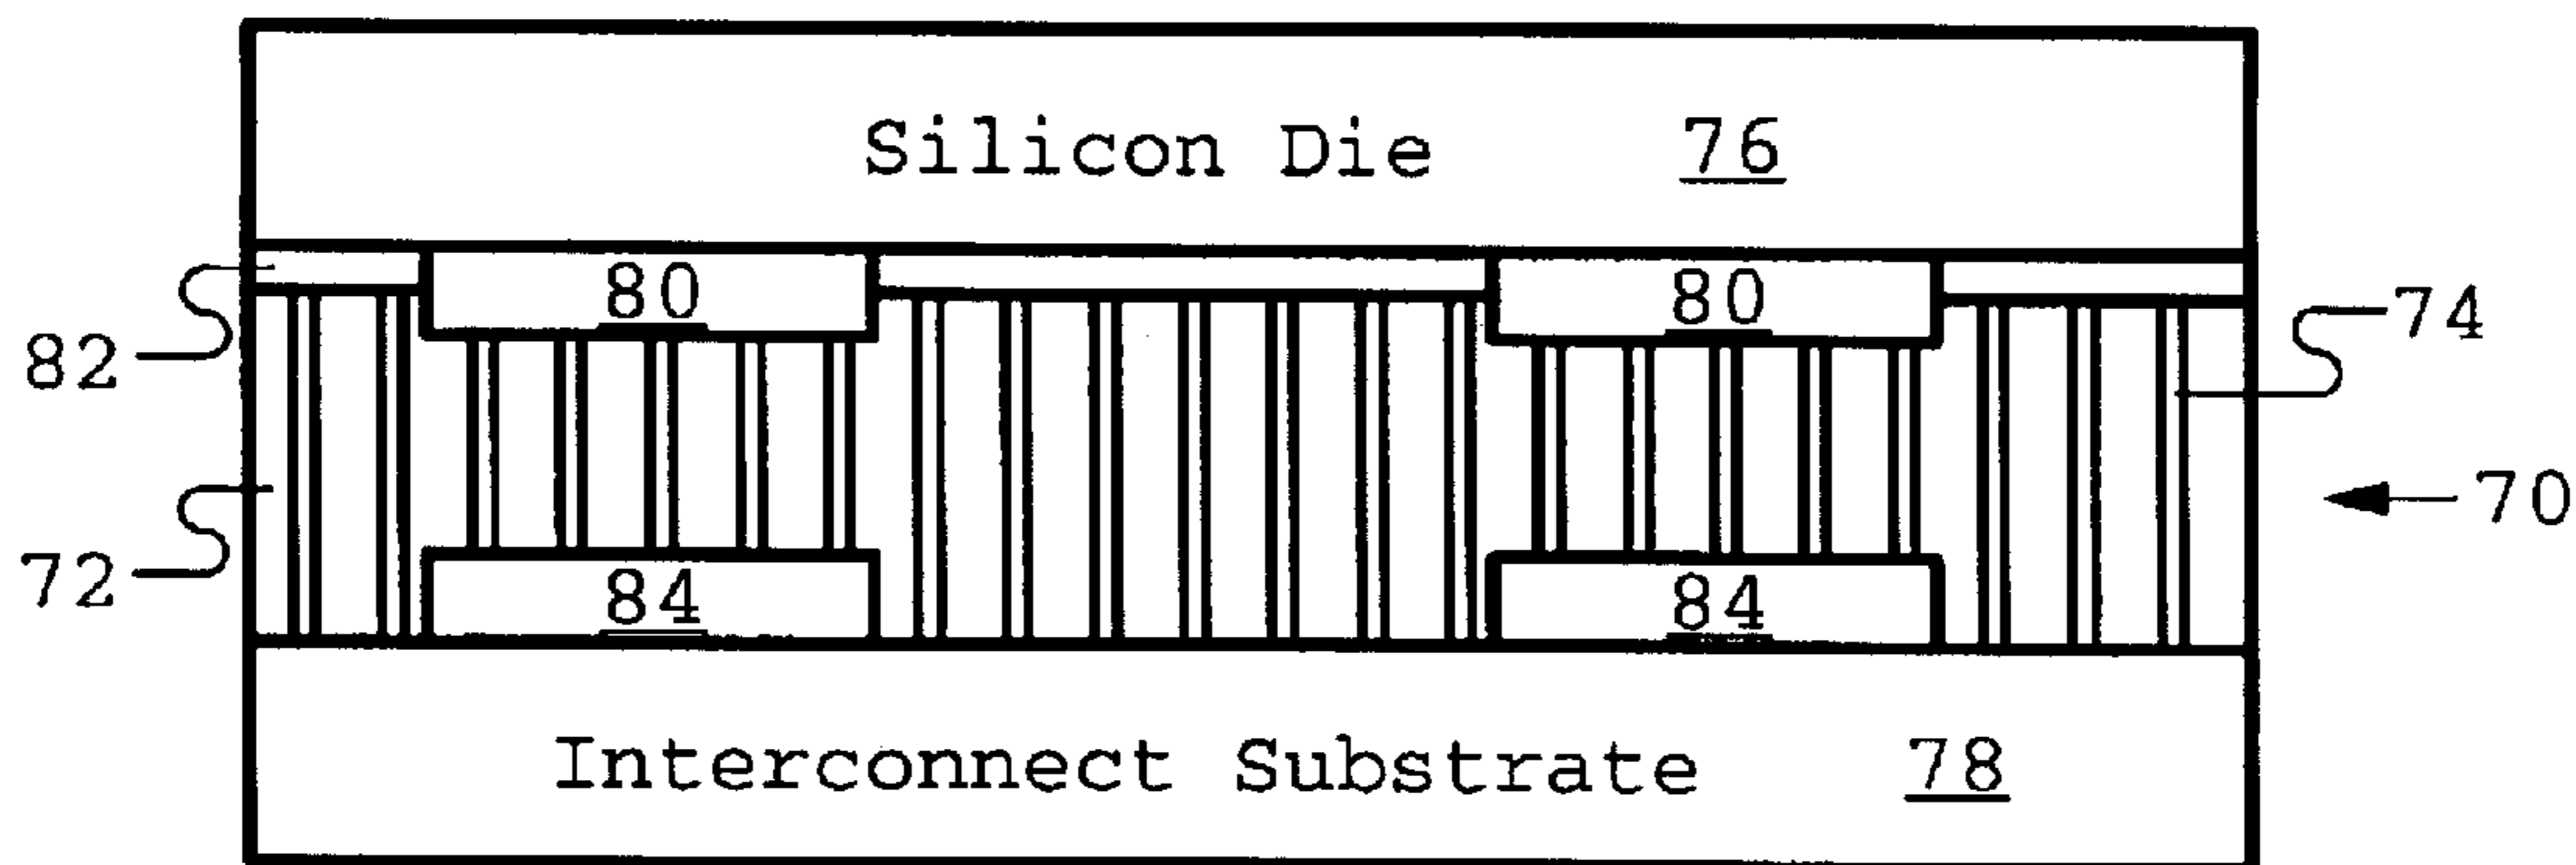 Silicon Die 76
80 80
82 74
72 70
84 84
Interconnect Substrate 78